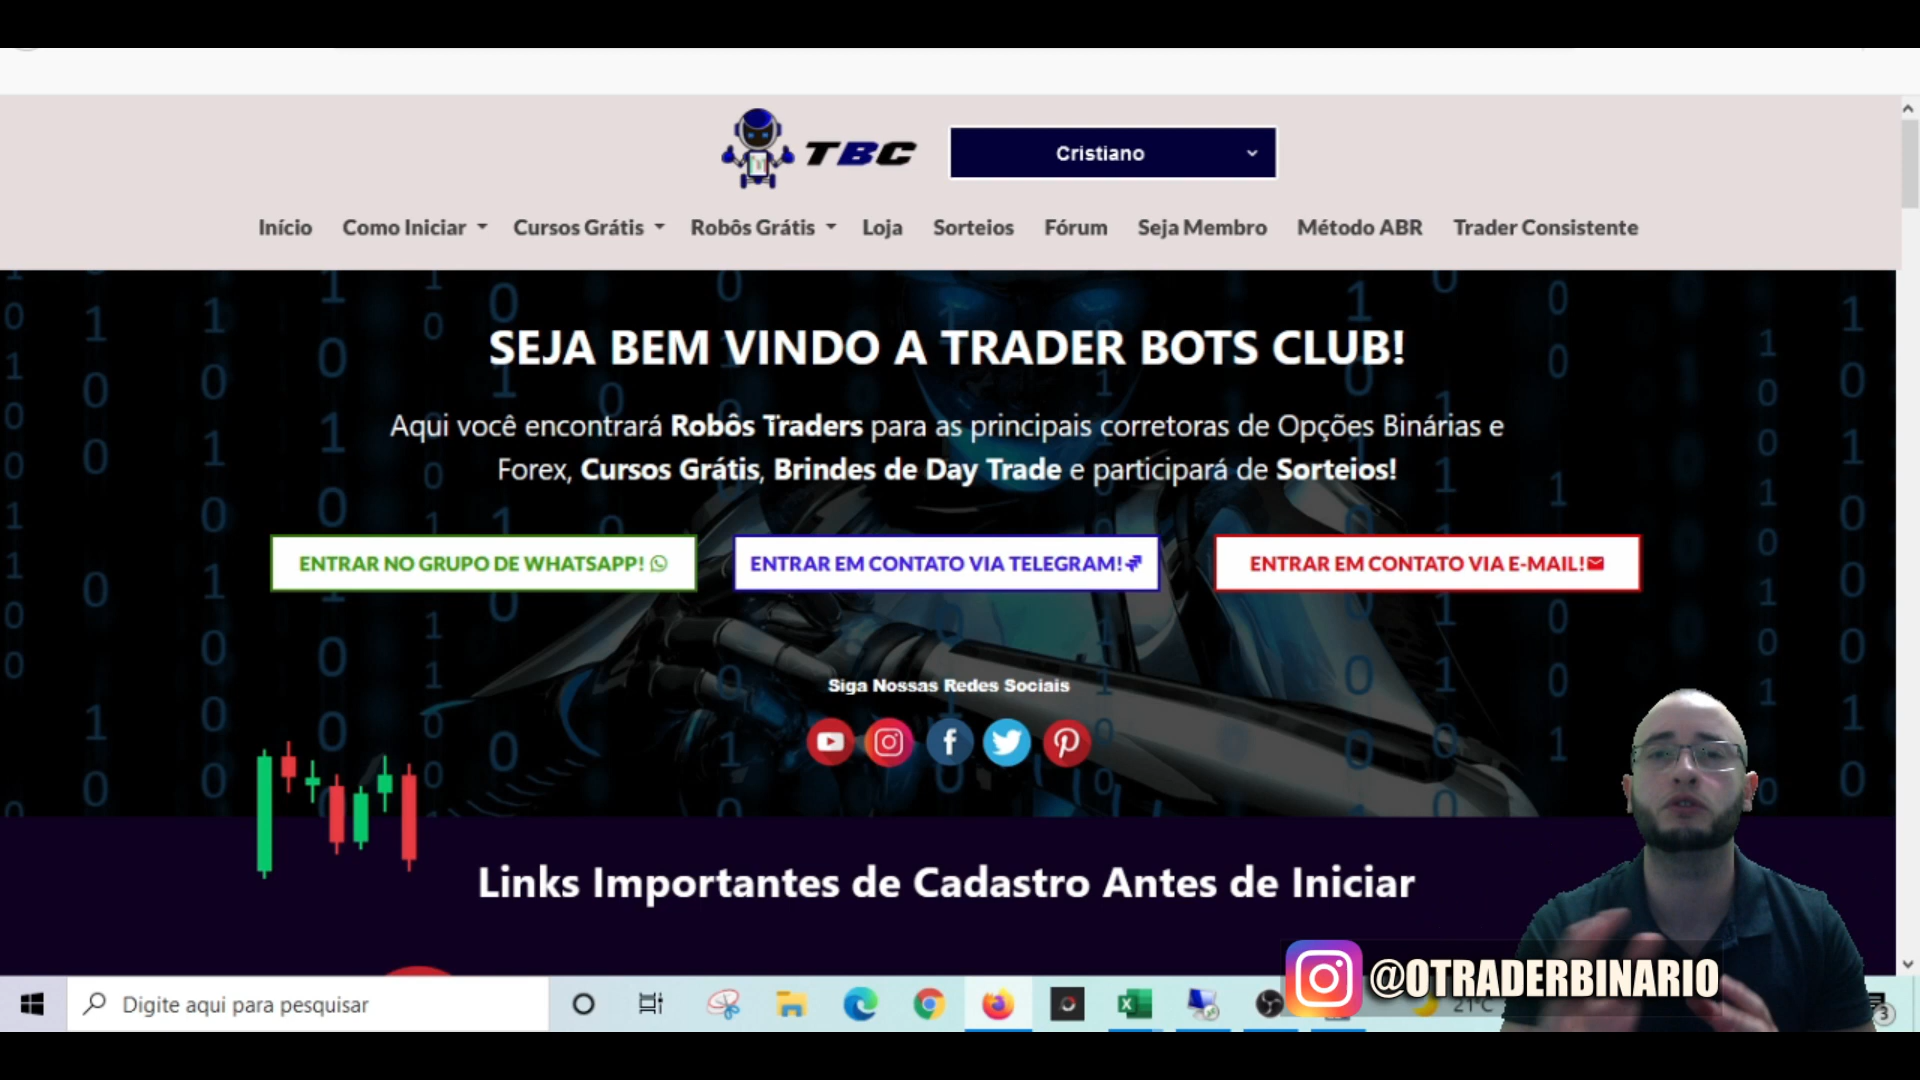 TBC
Cristiano
Início Como Iniciar Cursos Grátis Robôs Grátis Loja Sorteios Fórum Seja Membro Método ABR Trader Consistente
SEJA BEM VINDO A TRADER BOTS CLUB!
Aqui você encontrará Robôs Traders para as principais corretoras de Opções Binárias e
Forex, Cursos Grátis, Brindes de Day Trade e participará de Sorteios!
ENTRAR NO GRUPO DE WHATSAPP!
ENTRAR EM CONTATO VIA TELEGRAM!
ENTRAR EM CONTATO VIA E-MAIL!
Siga Nossas Redes Sociais
Links Importantes de Cadastro Antes de Iniciar
@OTRADERBINARIO
Digite aqui para pesquisar
21°C
3